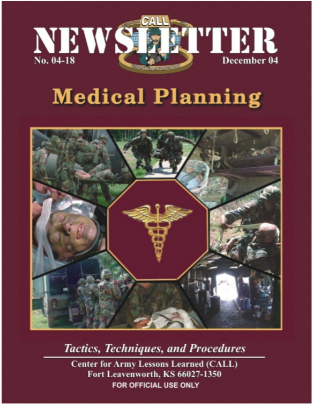 CALL
NEWSLETTER
No. 04-18 December 04
Medical Planning
Tactics, Techniques, and Procedures
Center for Army Lessons Learned (CALL)
Fort Leavenworth, KS 66027-1350
FOR OFFICIAL USE ONLY